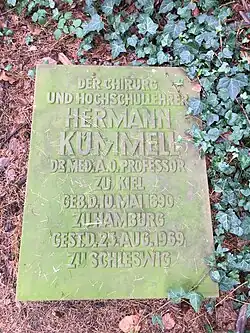 DER CHIRURG
UND HOCHSCHULLEHRER
HERMANN
KÜMMELL
DR. MED. A.O. PROFESSOR
ZU KIEL
GEB. D. 10. MAI 1890
ZU HAMBURG
GEST. D. 23. AUG. 1969
ZU SCHLESWIG